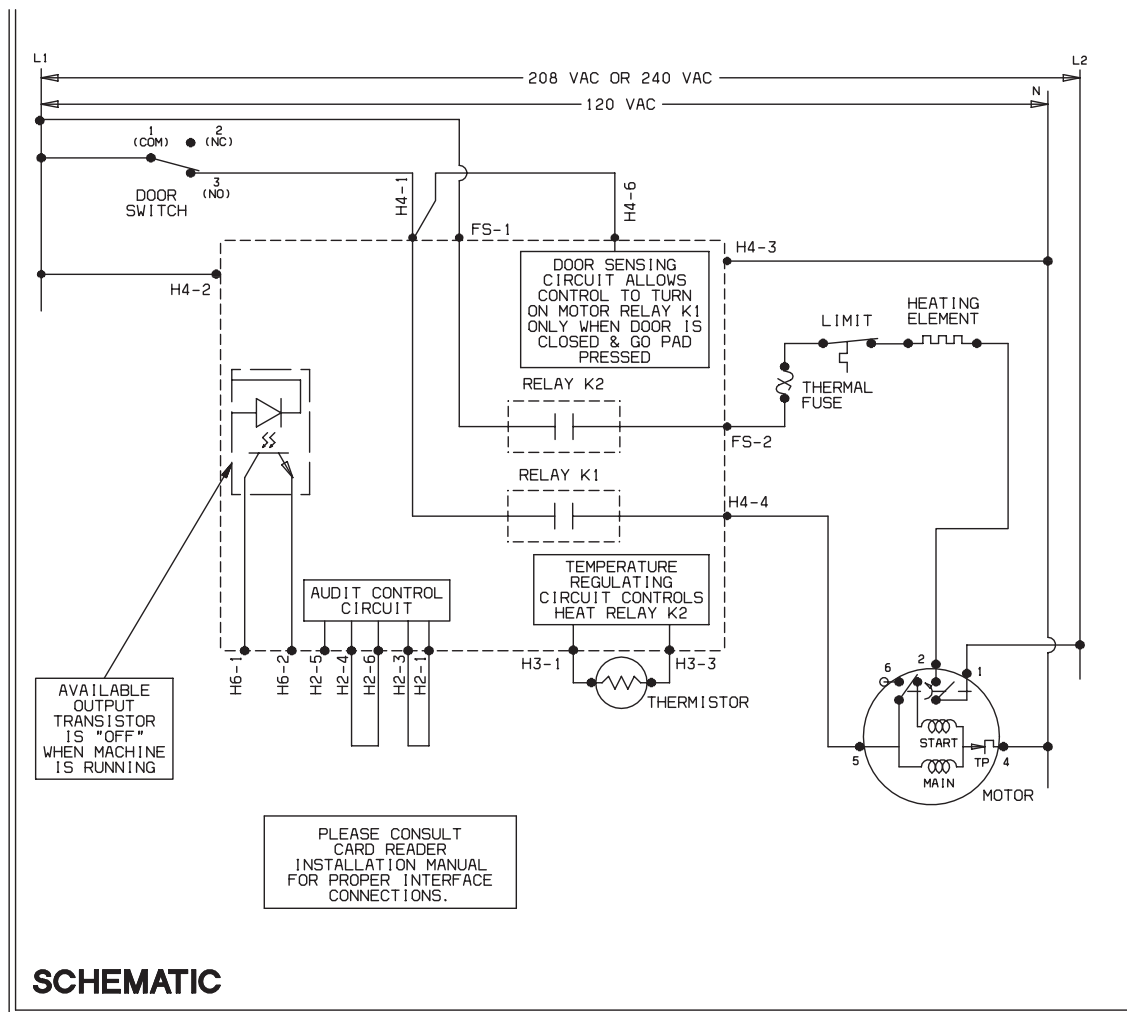 L1
L2
208 VAC OR 240 VAC
N
120 VAC
1
(COM)
2
(NC)
3
(NO)
DOOR
SWITCH
H4-1
H4-6
FS-1
H4-3
H4-2
DOOR SENSING
CIRCUIT ALLOWS
CONTROL TO TURN
ON MOTOR RELAY K1
ONLY WHEN DOOR IS
CLOSED & GO PAD
PRESSED
HEATING
ELEMENT
LIMIT
THERMAL
FUSE
RELAY K2
FS-2
RELAY K1
H4-4
TEMPERATURE
REGULATING
CIRCUIT CONTROLS
HEAT RELAY K2
AUDIT CONTROL
CIRCUIT
H6-1
H6-2
H2-5
H2-4
H2-6
H2-3
H2-1
H3-1
H3-3
THERMISTOR
AVAILABLE
OUTPUT
TRANSISTOR
IS "OFF"
WHEN MACHINE
IS RUNNING
6
2
1
START
MAIN
TP
5
4
MOTOR
PLEASE CONSULT
CARD READER
INSTALLATION MANUAL
FOR PROPER INTERFACE
CONNECTIONS.
SCHEMATIC